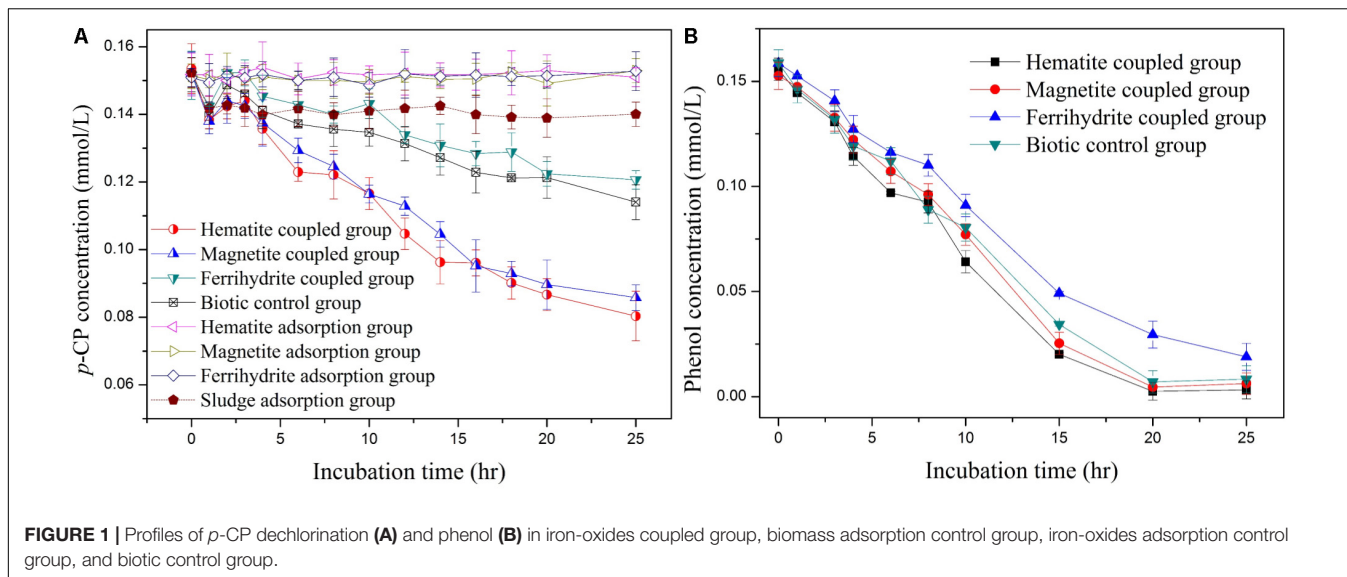 A
0.16
0.14
0.12
0.10
0.08
0.06
p-CP concentration (mmol/L)
Hematite coupled group
Magnetite coupled group
Ferrihydrite coupled group
Biotic control group
Hematite adsorption group
Magnetite adsorption group
Ferrihydrite adsorption group
Sludge adsorption group
0 5 10 15 20 25
Incubation time (hr)
B
0.15
0.10
0.05
0.00
Phenol concentration (mmol/L)
Hematite coupled group
Magnetite coupled group
Ferrihydrite coupled group
Biotic control group
0 5 10 15 20 25
Incubation time (hr)
FIGURE 1 | Profiles of p-CP dechlorination (A) and phenol (B) in iron-oxides coupled group, biomass adsorption control group, iron-oxides adsorption control
group, and biotic control group.